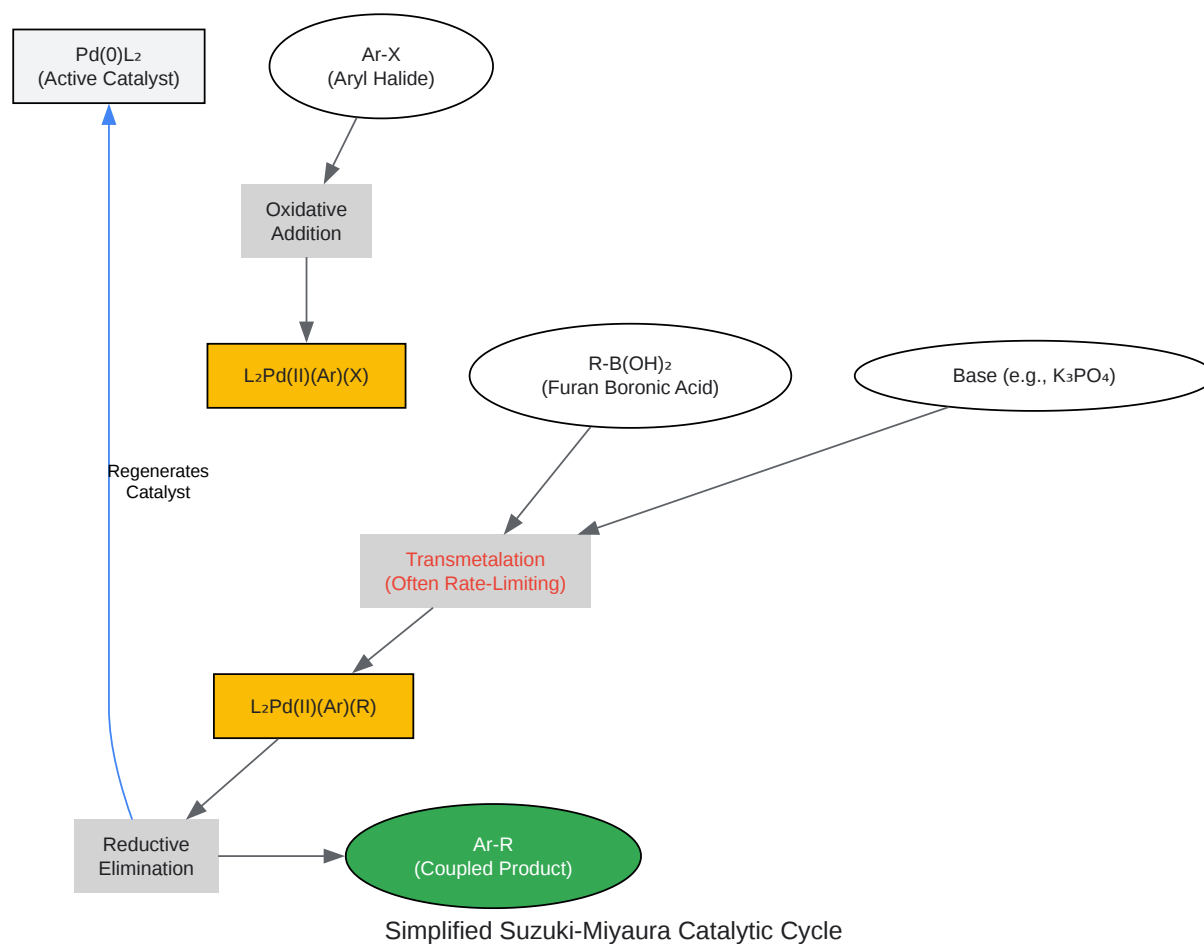 Pd(0)L₂
(Active Catalyst)
Ar-X
(Aryl Halide)
Oxidative
Addition
L₂Pd(II)(Ar)(X)
R-B(OH)₂
(Furan Boronic Acid)
Base (e.g., K₃PO₄)
Regenerates
Catalyst
Transmetalation
(Often Rate-Limiting)
L₂Pd(II)(Ar)(R)
Reductive
Elimination
Ar-R
(Coupled Product)
Simplified Suzuki-Miyaura Catalytic Cycle